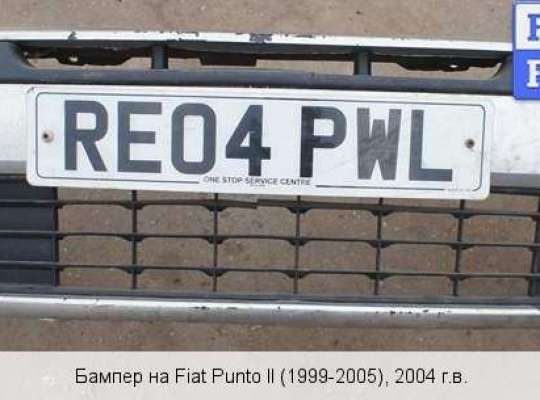 RE04 PWL
ONE STOP SERVICE CENTRE
Бампер на Fiat Punto II (1999-2005), 2004 г.в.